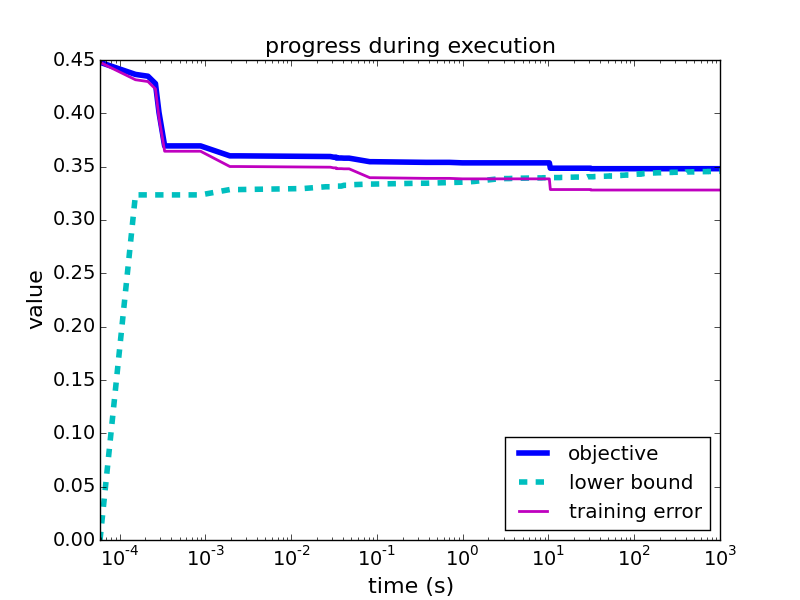 progress during execution
value
0.45
0.40
0.35
0.30
0.25
0.20
0.15
0.10
0.05
0.00
objective
lower bound
training error
10⁻⁴ 10⁻³ 10⁻² 10⁻¹ 10⁰ 10¹ 10² 10³
time (s)